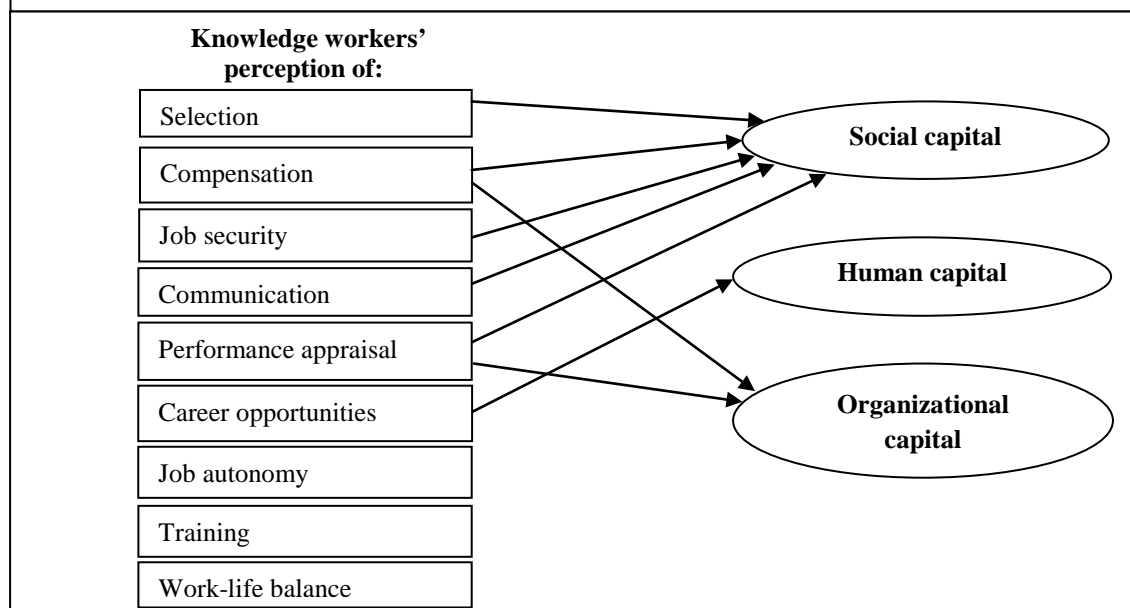 Knowledge workers’
perception of:
Selection
Compensation
Job security
Communication
Performance appraisal
Career opportunities
Job autonomy
Training
Work-life balance
Social capital
Human capital
Organizational
capital